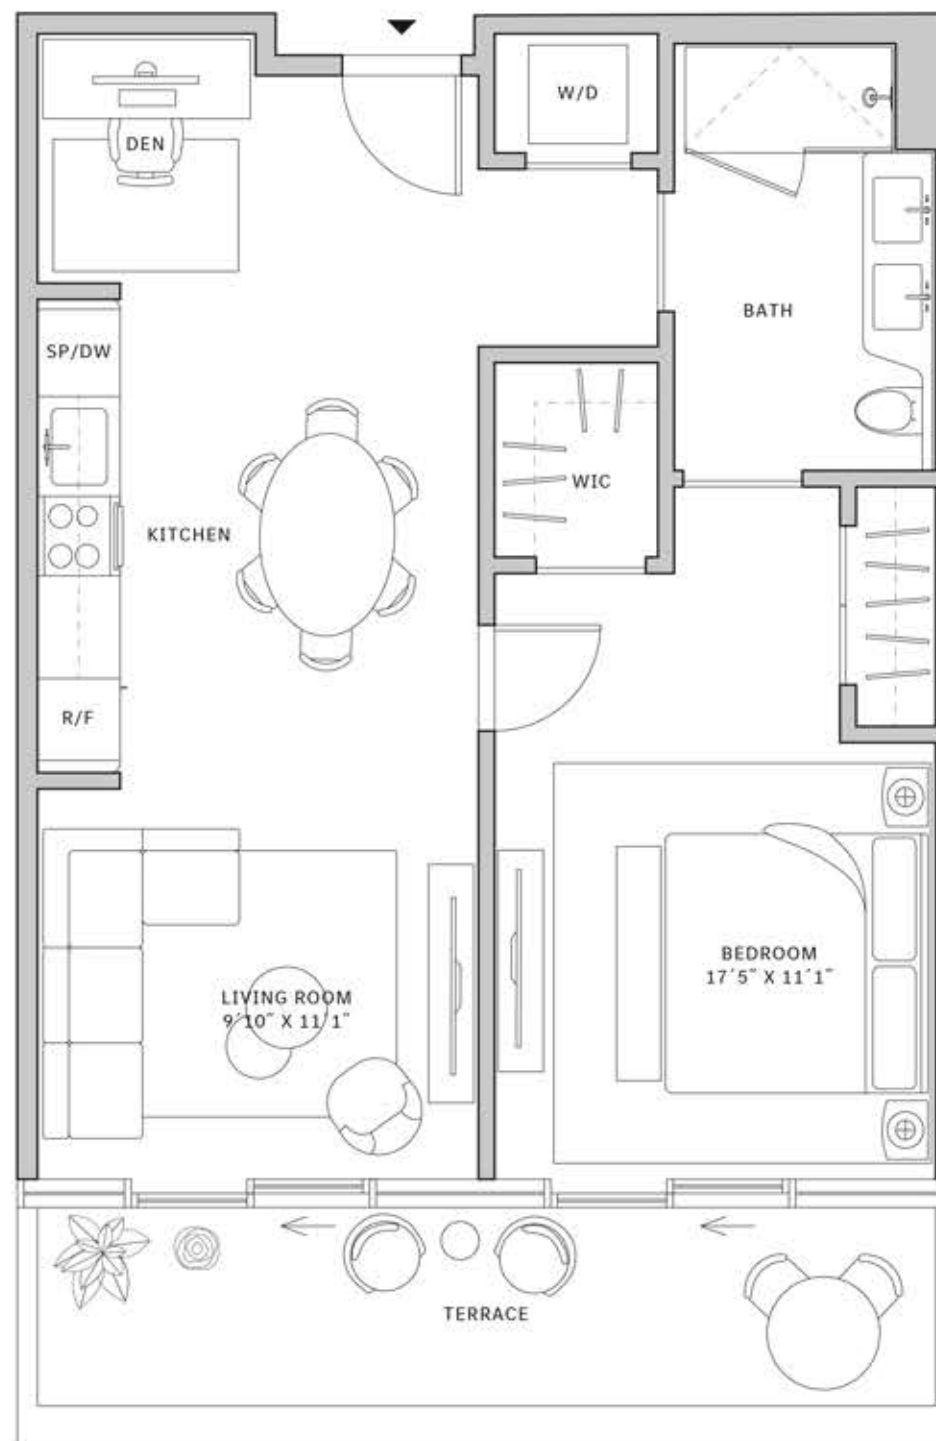 W/D
DEN
BATH
SP/DW
WIC
KITCHEN
R/F
BEDROOM
17´5˝ X 11´1˝
LIVING ROOM
9´10˝ X 11´1˝
TERRACE